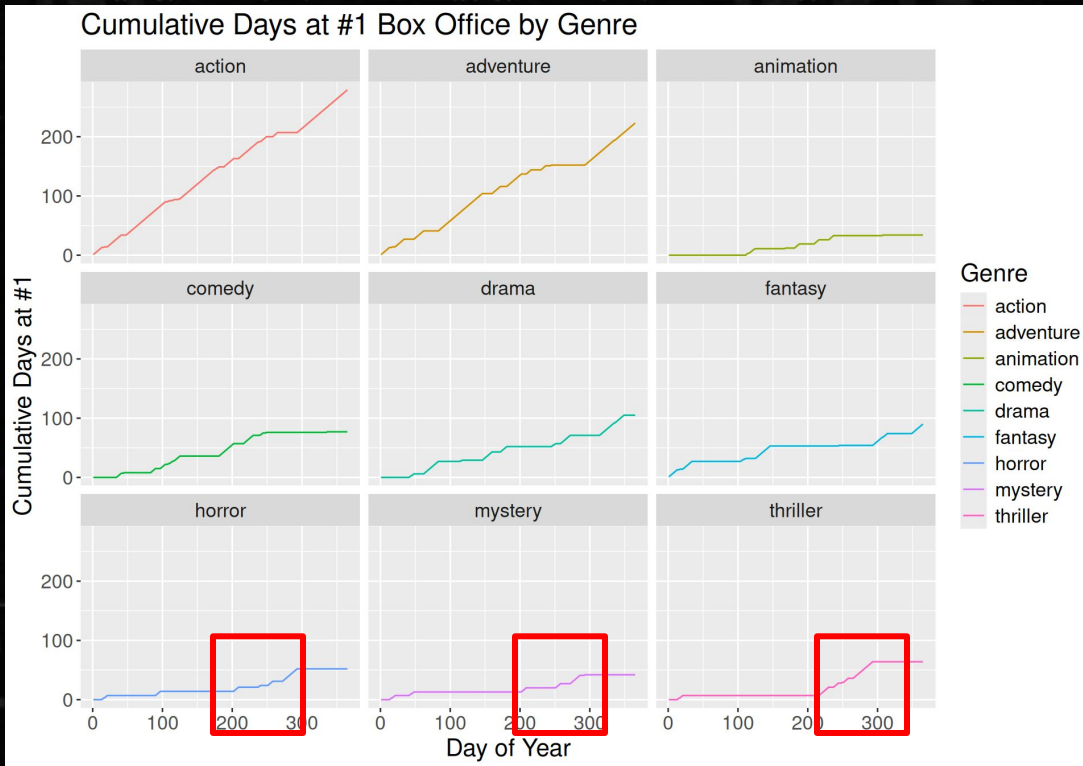 Cumulative Days at #1 Box Office by Genre
action
adventure
animation
200
100
0
comedy
drama
fantasy
200
100
0
horror
mystery
thriller
200
100
0
0 100 200 300
0 100 200 300
0 100 200 300
Day of Year
Cumulative Days at #1
Genre
action
adventure
animation
comedy
drama
fantasy
horror
mystery
thriller